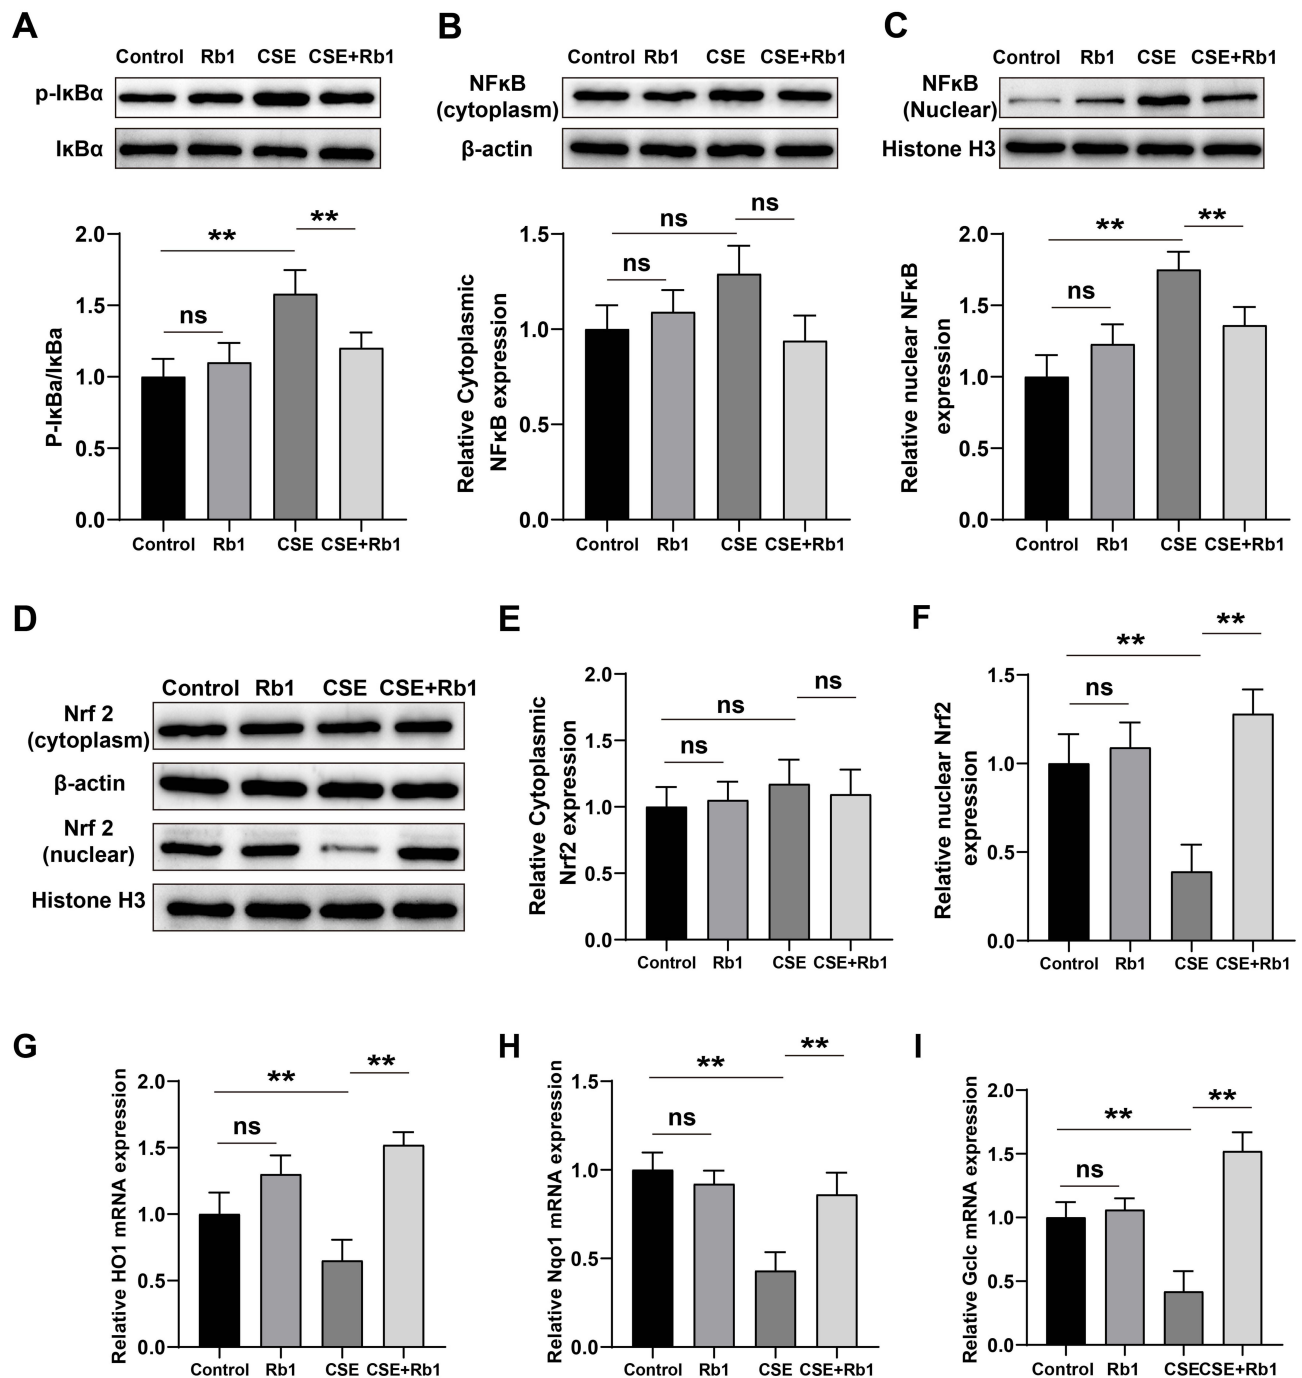 A
Control Rb1 CSE CSE+Rb1
p-IκBα
IκBα
** **
ns
2.0
1.5
1.0
0.5
0.0
P-IκBa/IκBa
Control Rb1 CSE CSE+Rb1
B
Control Rb1 CSE CSE+Rb1
NFκB
(cytoplasm)
β-actin
ns
ns
ns
1.5
1.0
0.5
0.0
Relative Cytoplasmic
NFκB expression
Control Rb1 CSE CSE+Rb1
C
Control Rb1 CSE CSE+Rb1
NFκB
(Nuclear)
Histone H3
** **
ns
2.0
1.5
1.0
0.5
0.0
Relative nuclear NFκB
expression
Control Rb1 CSE CSE+Rb1
D
Control Rb1 CSE CSE+Rb1
Nrf 2
(cytoplasm)
β-actin
Nrf 2
(nuclear)
Histone H3
E
ns
ns
ns
2.0
1.5
1.0
0.5
0.0
Relative Cytoplasmic
Nrf2 expression
Control Rb1 CSE CSE+Rb1
F
**
**
ns
1.5
1.0
0.5
0.0
Relative nuclear Nrf2
expression
Control Rb1 CSE CSE+Rb1
G
**
**
ns
2.0
1.5
1.0
0.5
0.0
Relative HO1 mRNA expression
Control Rb1 CSE CSE+Rb1
H
**
**
ns
1.5
1.0
0.5
0.0
Relative Nqo1 mRNA expression
Control Rb1 CSE CSE+Rb1
I
**
**
ns
2.0
1.5
1.0
0.5
0.0
Relative Gclc mRNA expression
Control Rb1 CSECSE+Rb1